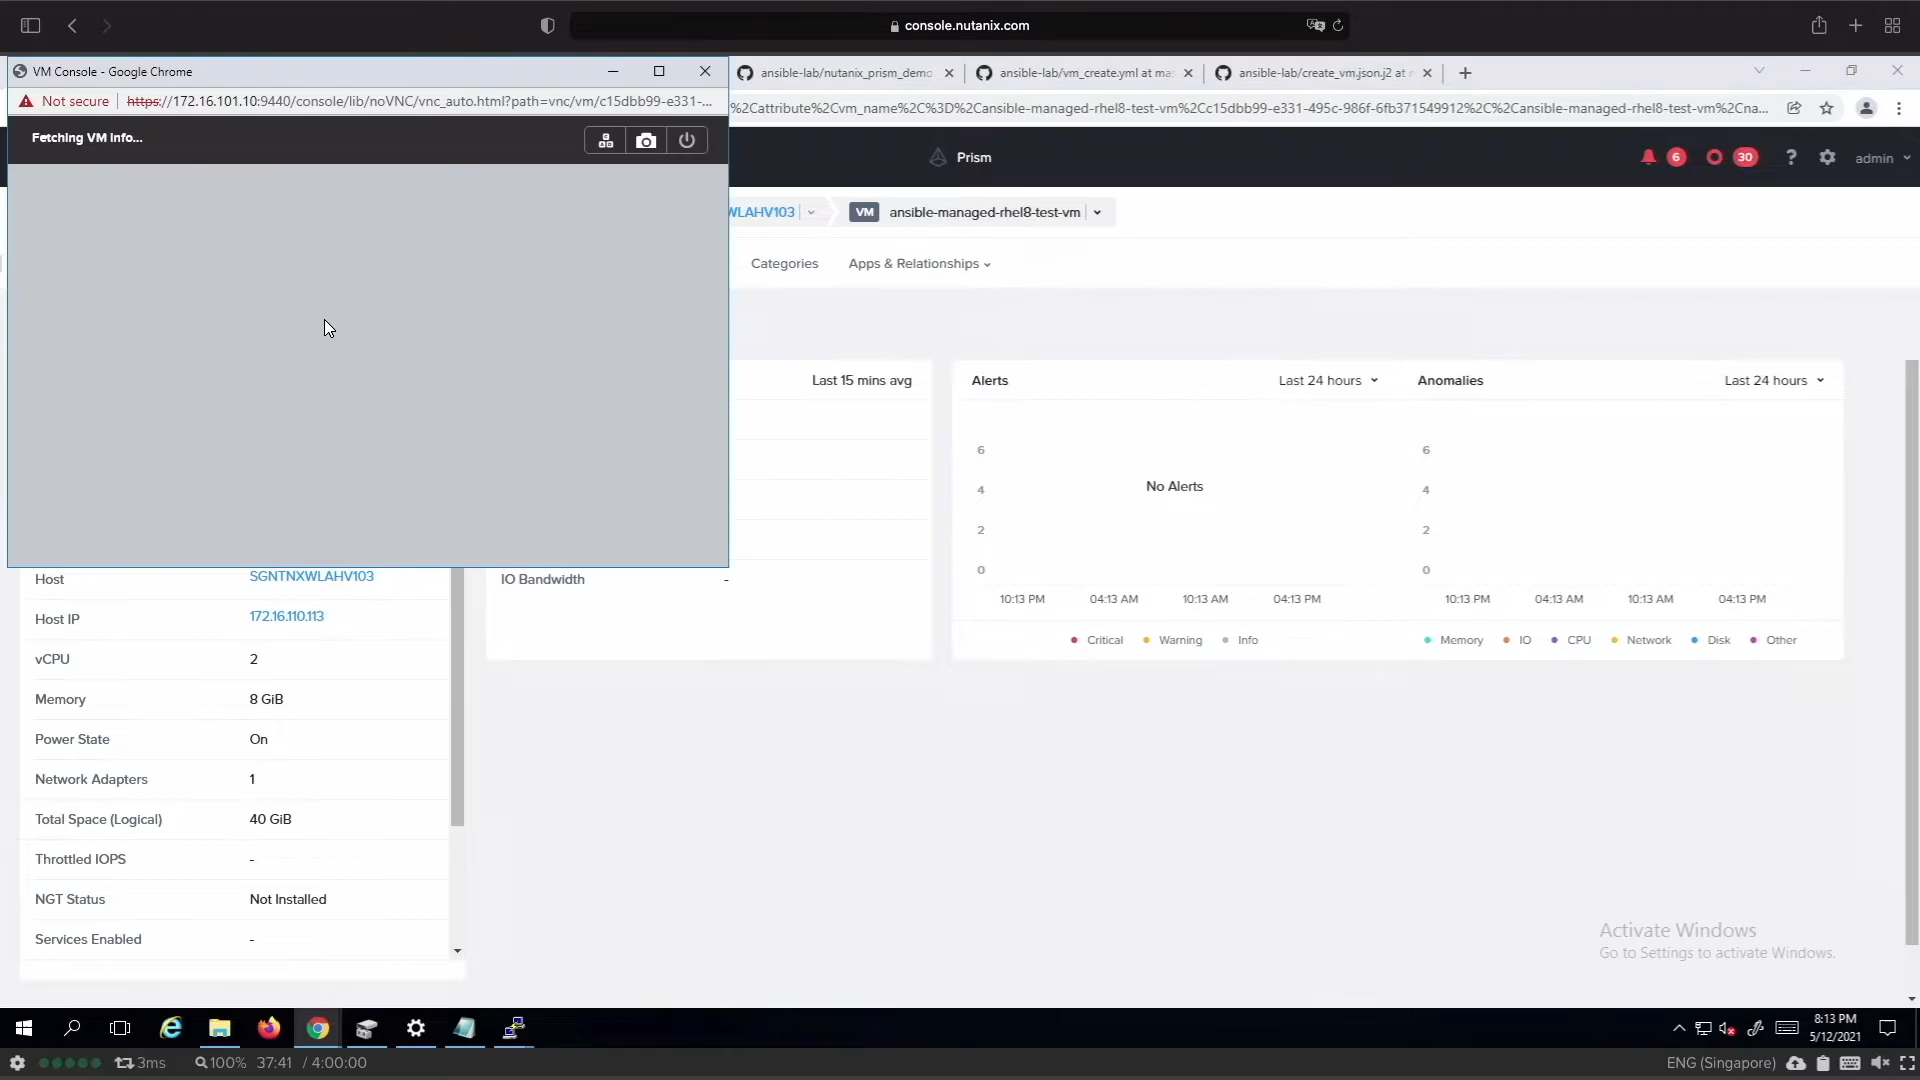 console.nutanix.com
VM Console - Google Chrome
ansible-lab/nutanix_prism_demo
ansible-lab/vm_create.yml at ma
ansible-lab/create_vm.json.j2 at
Not secure
https://172.16.101.10:9440/console/lib/noVNC/vnc_auto.html?path=vnc/vm/c15dbb99-e331-...
%2Cattribute%2Cvm_name%2C%3D%2Cansible-managed-rhel8-test-vm%2Cc15dbb99-e331-495c-986f-6fb371549912%2C%2Cansible-managed-rhel8-test-vm%2Cna...
Fetching VM info...
Prism
6
30
?
admin
WLAHV103
VM
ansible-managed-rhel8-test-vm
Categories
Apps & Relationships
Last 15 mins avg
Alerts
Last 24 hours
Anomalies
Last 24 hours
6
4
2
0
No Alerts
10:13 PM
04:13 AM
10:13 AM
04:13 PM
Critical
Warning
Info
6
4
2
0
10:13 PM
04:13 AM
10:13 AM
04:13 PM
Memory
IO
CPU
Network
Disk
Other
IO Bandwidth
-
Host
SGNTNXWLAHV103
Host IP
172.16.110.113
vCPU
2
Memory
8 GiB
Power State
On
Network Adapters
1
Total Space (Logical)
40 GiB
Throttled IOPS
-
NGT Status
Not Installed
Services Enabled
-
Activate Windows
Go to Settings to activate Windows.
8:13 PM
5/12/2021
3ms
100%
37:41 / 4:00:00
ENG (Singapore)